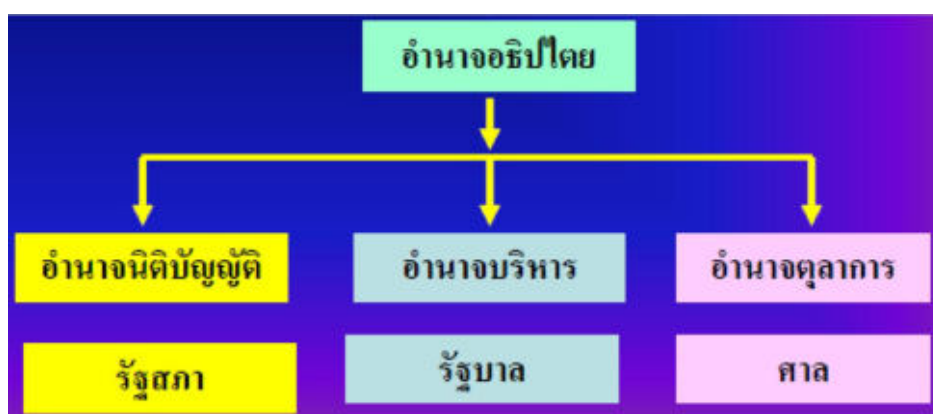 อำนาจอธิปไตย
อำนาจนิติบัญญัติ
อำนาจบริหาร
อำนาจตุลาการ
รัฐสภา
รัฐบาล
ศาล